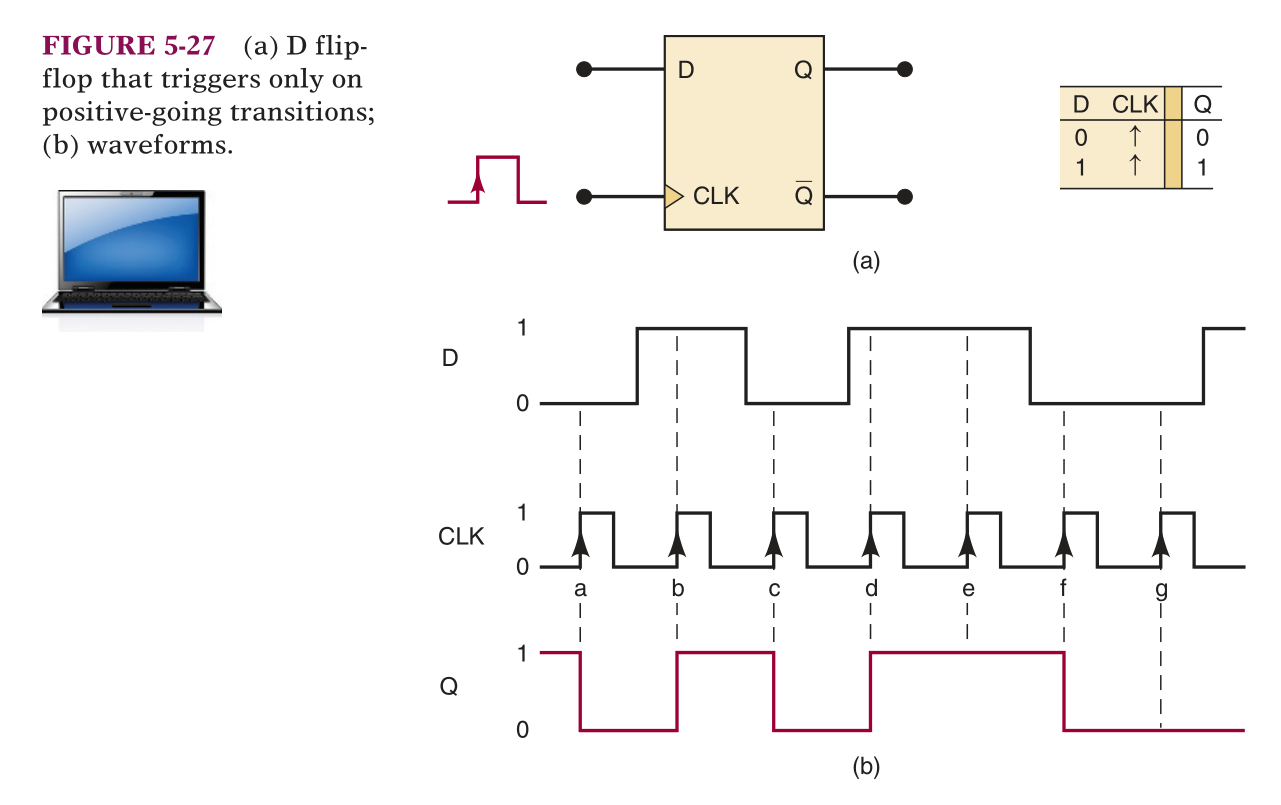 FIGURE 5-27 (a) D flip-
flop that triggers only on
positive-going transitions;
(b) waveforms.
D Q
CLK Q̅
D CLK Q
0 ↑ 0
1 ↑ 1
(a)
1
D
0
1
CLK
0
a b c d e f g
1
Q
0
(b)